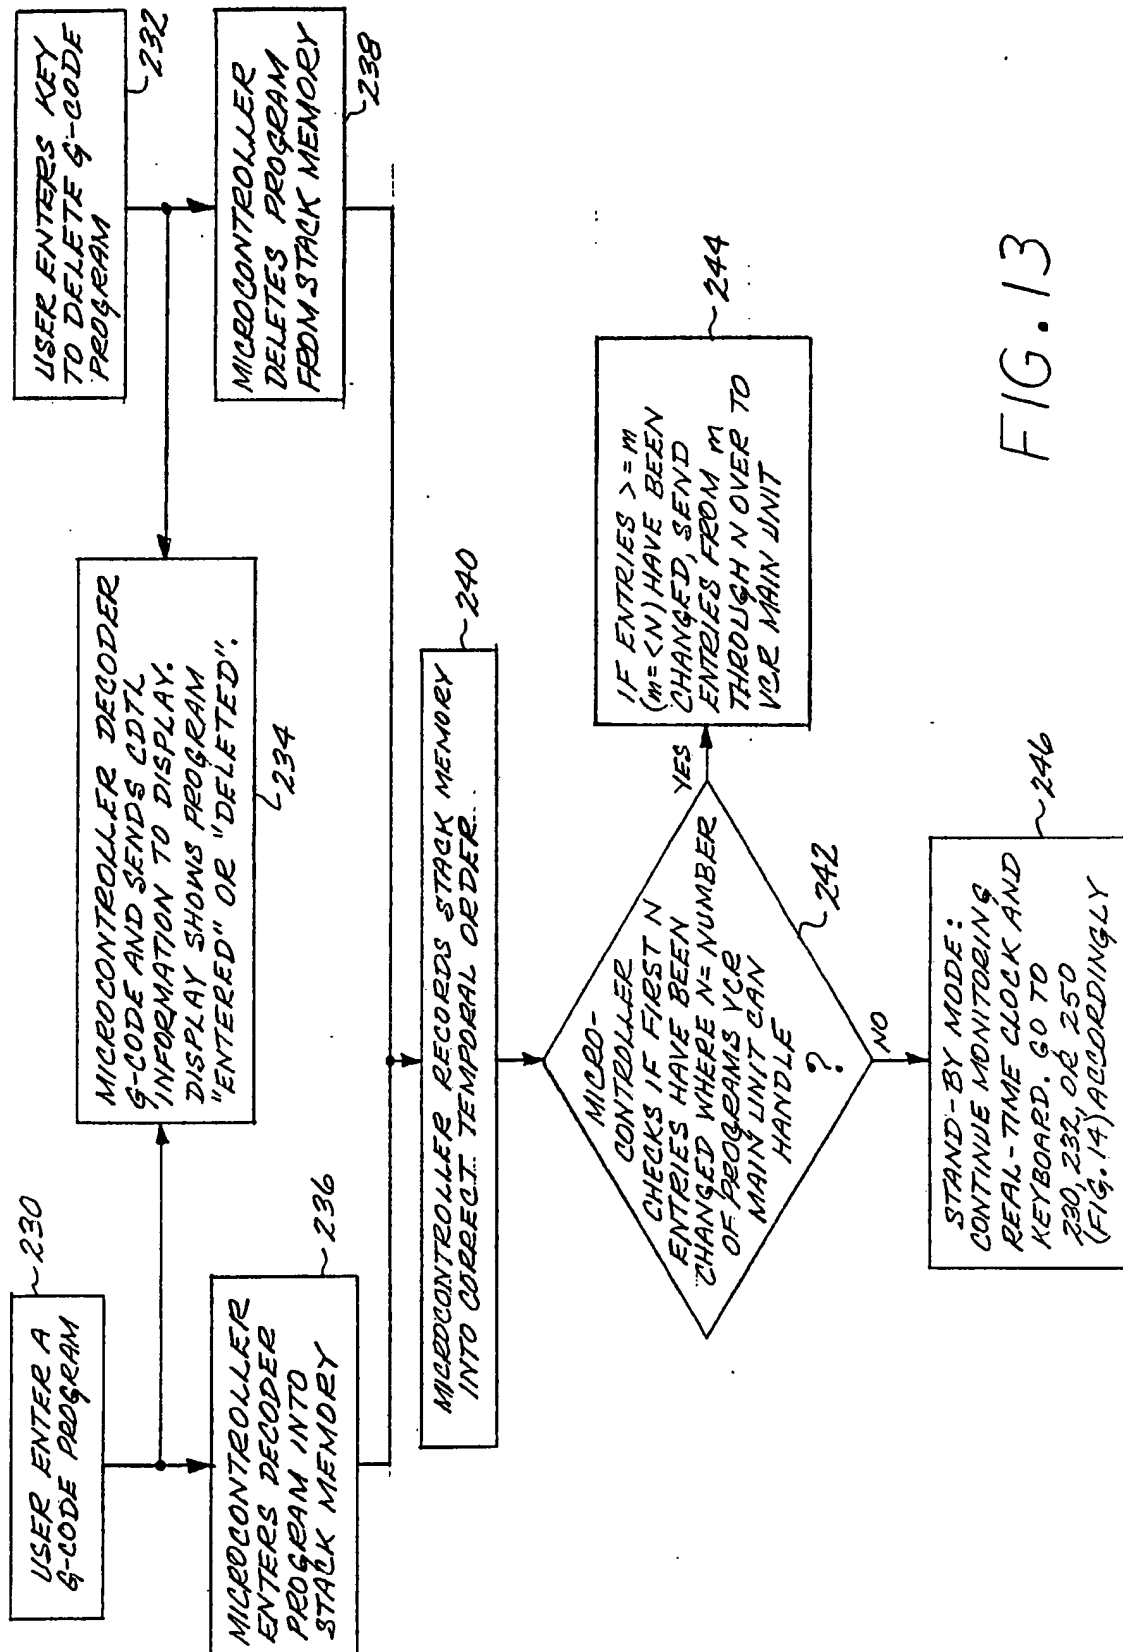 USER ENTER A
G-CODE PROGRAM
230
USER ENTERS KEY
TO DELETE G-CODE
PROGRAM
232
MICROCONTROLLER DECODER
G-CODE AND SENDS CDTL
INFORMATION TO DISPLAY.
DISPLAY SHOWS PROGRAM
"ENTERED" OR "DELETED".
234
MICROCONTROLLER
ENTERS DECODER
PROGRAM INTO
STACK MEMORY
236
MICROCONTROLLER
DELETES PROGRAM
FROM STACK MEMORY
238
MICROCONTROLLER RECORDS STACK MEMORY
INTO CORRECT TEMPORAL ORDER
240
MICRO-
CONTROLLER
CHECKS IF FIRST N
ENTRIES HAVE BEEN
CHANGED WHERE N= NUMBER
OF PROGRAMS VCR
MAIN UNIT CAN
HANDLE
?
242
YES
IF ENTRIES >= m
(m=<N) HAVE BEEN
CHANGED, SEND
ENTRIES FROM m
THROUGH N OVER TO
VCR MAIN UNIT
244
NO
STAND-BY MODE:
CONTINUE MONITORING
REAL-TIME CLOCK AND
KEYBOARD. GO TO
230, 232, OR 250
(FIG. 14) ACCORDINGLY
246
FIG. 13